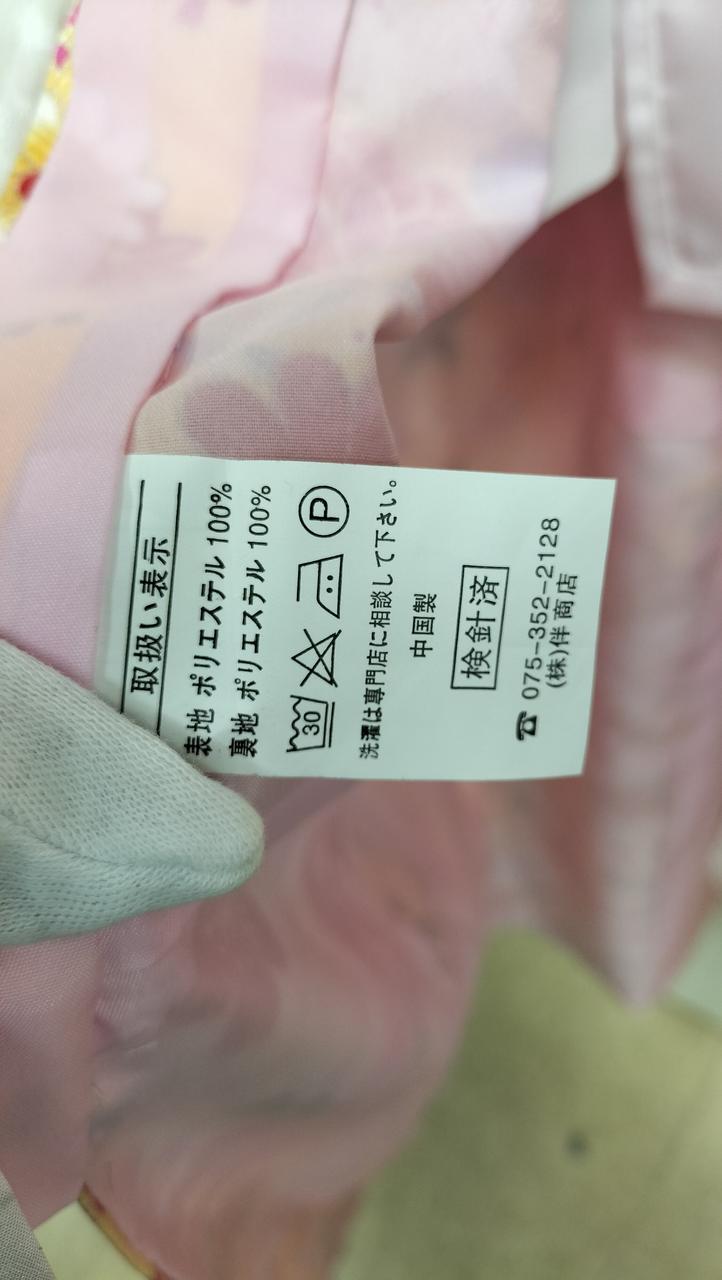 取扱い表示
表地 ポリエステル 100%
裏地 ポリエステル 100%
30 P
洗濯は専門店に相談して下さい。
中国製
検針済
☎ 075-352-2128
(株)伴商店